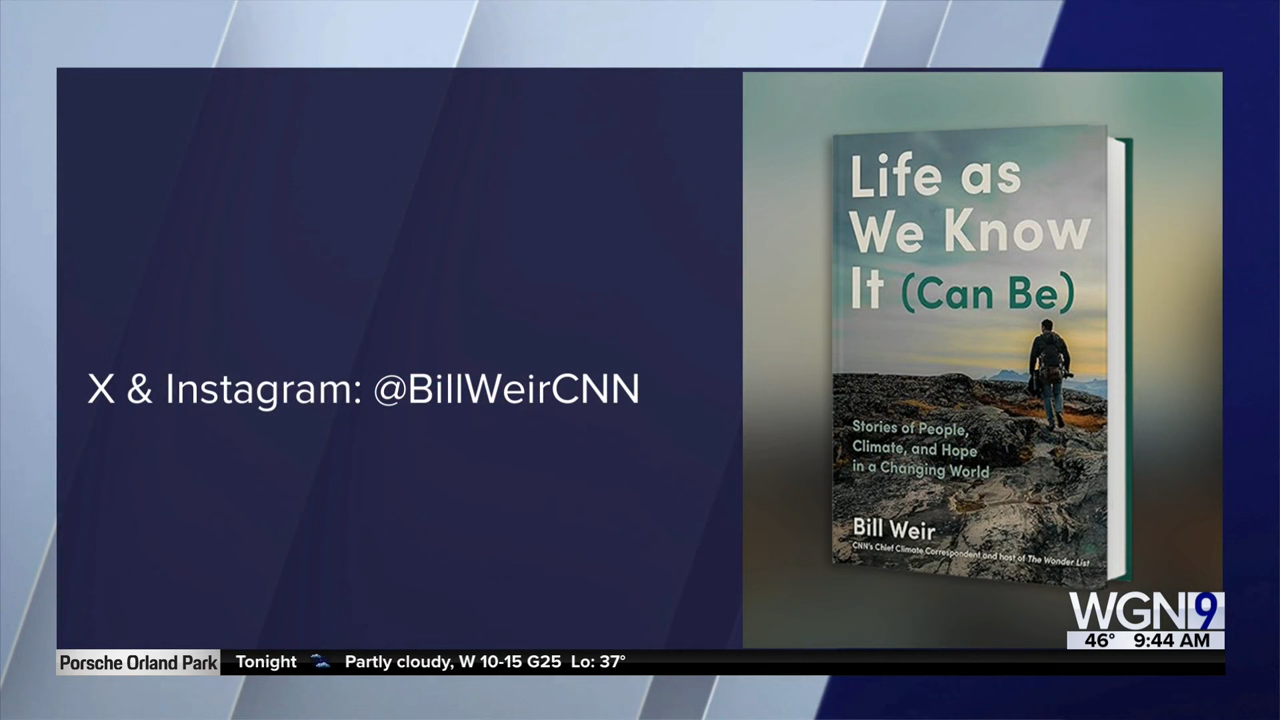 X & Instagram: @BillWeirCNN
Life as
We Know
It (Can Be)
Stories of People,
Climate, and Hope
in a Changing World
Bill Weir
CNN's Chief Climate Correspondent and host of The Wonder List
WGN9
46° 9:44 AM
Porsche Orland Park Tonight Partly cloudy, W 10-15 G25 Lo: 37°